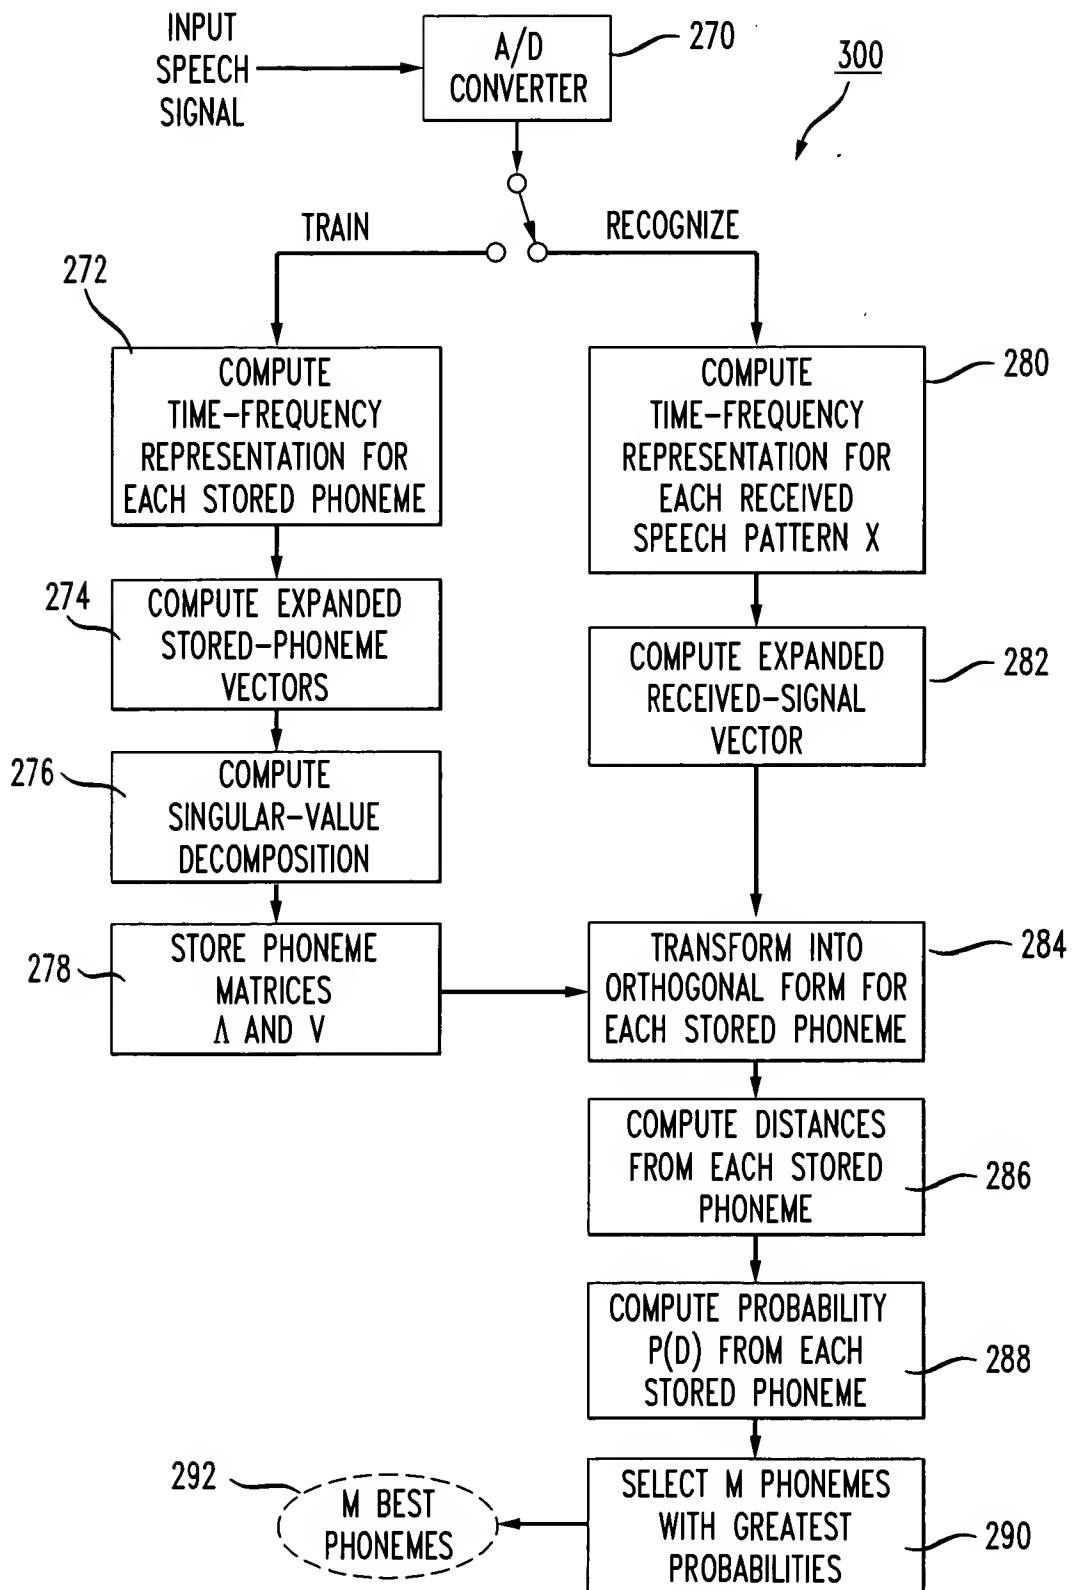 INPUT
SPEECH
SIGNAL
A/D
CONVERTER
270
300
TRAIN
RECOGNIZE
272
COMPUTE
TIME-FREQUENCY
REPRESENTATION FOR
EACH STORED PHONEME
COMPUTE
TIME-FREQUENCY
REPRESENTATION FOR
EACH RECEIVED
SPEECH PATTERN X
280
274
COMPUTE EXPANDED
STORED-PHONEME
VECTORS
COMPUTE EXPANDED
RECEIVED-SIGNAL
VECTOR
282
276
COMPUTE
SINGULAR-VALUE
DECOMPOSITION
278
STORE PHONEME
MATRICES
Λ AND V
TRANSFORM INTO
ORTHOGONAL FORM FOR
EACH STORED PHONEME
284
COMPUTE DISTANCES
FROM EACH STORED
PHONEME
286
COMPUTE PROBABILITY
P(D) FROM EACH
STORED PHONEME
288
292
M BEST
PHONEMES
SELECT M PHONEMES
WITH GREATEST
PROBABILITIES
290